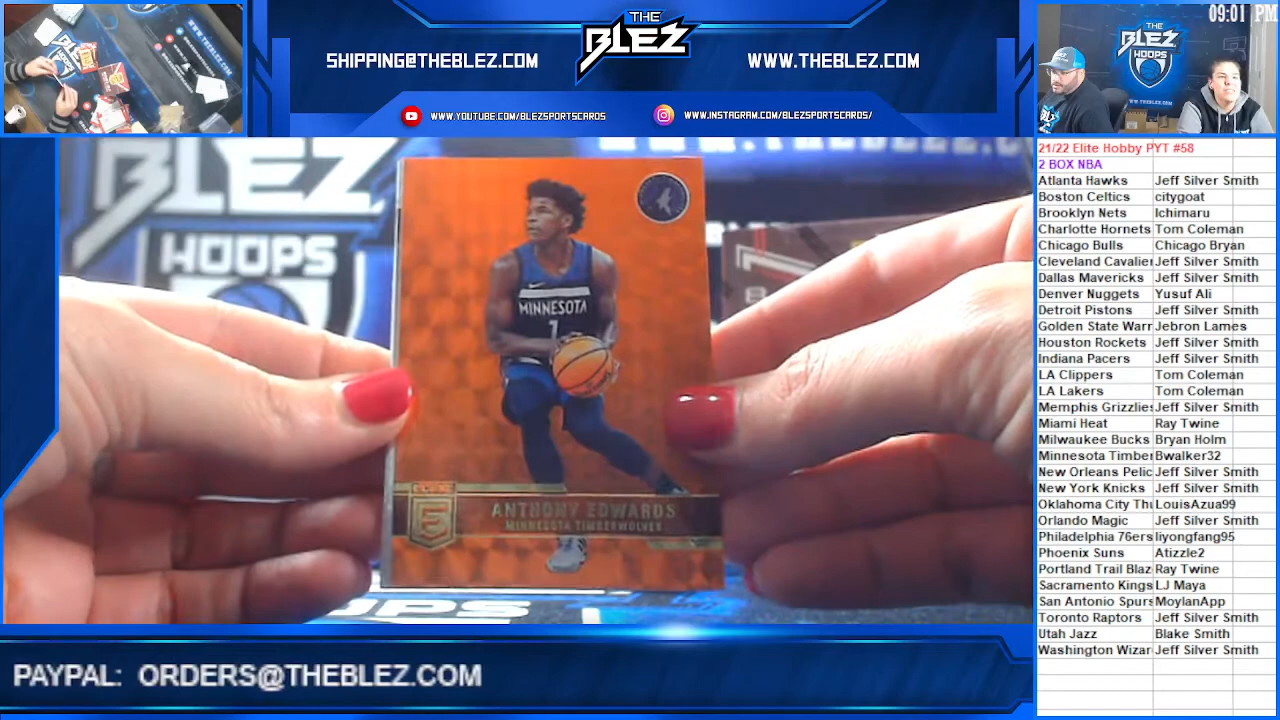 09:01 PM
THE
BLEZ
SHIPPING@THEBLEZ.COM
WWW.THEBLEZ.COM
WWW.YOUTUBE.COM/BLEZSPORTSCARDS
WWW.INSTAGRAM.COM/BLEZSPORTSCARDS/
THE
BLEZ
HOOPS
BLEZ
HOOPS
MINNESOTA
1
ANTHONY EDWARDS
MINNESOTA TIMBERWOLVES
21/22 Elite Hobby PYT #58
2 BOX NBA
Atlanta Hawks Jeff Silver Smith
Boston Celtics citygoat
Brooklyn Nets Ichimaru
Charlotte Hornets Tom Coleman
Chicago Bulls Chicago Bryan
Cleveland Cavalier Jeff Silver Smith
Dallas Mavericks Jeff Silver Smith
Denver Nuggets Yusuf Ali
Detroit Pistons Jeff Silver Smith
Golden State Warr Jebron Lames
Houston Rockets Jeff Silver Smith
Indiana Pacers Jeff Silver Smith
LA Clippers Tom Coleman
LA Lakers Tom Coleman
Memphis Grizzlies Jeff Silver Smith
Miami Heat Ray Twine
Milwaukee Bucks Bryan Holm
Minnesota Timber Bwalker32
New Orleans Pelic Jeff Silver Smith
New York Knicks Jeff Silver Smith
Oklahoma City Thu LouisAzua99
Orlando Magic Jeff Silver Smith
Philadelphia 76ers liyongfang95
Phoenix Suns Atizzle2
Portland Trail Blaz Ray Twine
Sacramento Kings LJ Maya
San Antonio Spurs MoylanApp
Toronto Raptors Jeff Silver Smith
Utah Jazz Blake Smith
Washington Wizar Jeff Silver Smith
HOOPS
PAYPAL: ORDERS@THEBLEZ.COM